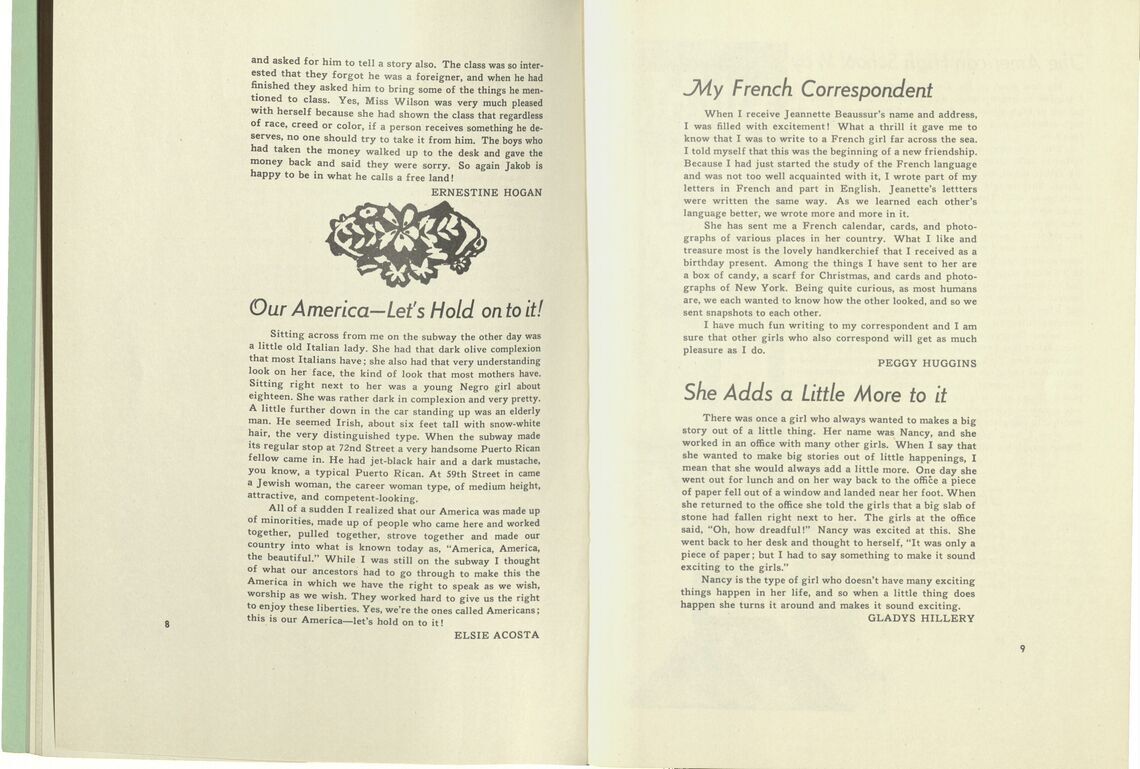 and asked for him to tell a story also. The class was so inter-
ested that they forgot he was a foreigner, and when he had
finished they asked him to bring some of the things he men-
tioned to class. Yes, Miss Wilson was very much pleased
with herself because she had shown the class that regardless
of race, creed or color, if a person receives something he de-
serves, no one should try to take it from him. The boys who
had taken the money walked up to the desk and gave the
money back and said they were sorry. So again Jakob is
happy to be in what he calls a free land!
ERNESTINE HOGAN
Our America—Let's Hold on to it!
Sitting across from me on the subway the other day was
a little old Italian lady. She had that dark olive complexion
that most Italians have; she also had that very understanding
look on her face, the kind of look that most mothers have.
Sitting right next to her was a young Negro girl about
eighteen. She was rather dark in complexion and very pretty.
A little further down in the car standing up was an elderly
man. He seemed Irish, about six feet tall with snow-white
hair, the very distinguished type. When the subway made
its regular stop at 72nd Street a very handsome Puerto Rican
fellow came in. He had jet-black hair and a dark mustache,
you know, a typical Puerto Rican. At 59th Street in came
a Jewish woman, the career woman type, of medium height,
attractive, and competent-looking.
All of a sudden I realized that our America was made up
of minorities, made up of people who came here and worked
together, pulled together, strove together and made our
country into what is known today as, "America, America,
the beautiful." While I was still on the subway I thought
of what our ancestors had to go through to make this the
America in which we have the right to speak as we wish,
worship as we wish. They worked hard to give us the right
to enjoy these liberties. Yes, we're the ones called Americans;
this is our America—let's hold on to it!
ELSIE ACOSTA
8
My French Correspondent
When I receive Jeannette Beaussur's name and address,
I was filled with excitement! What a thrill it gave me to
know that I was to write to a French girl far across the sea.
I told myself that this was the beginning of a new friendship.
Because I had just started the study of the French language
and was not too well acquainted with it, I wrote part of my
letters in French and part in English. Jeanette's lettters
were written the same way. As we learned each other's
language better, we wrote more and more in it.
She has sent me a French calendar, cards, and photo-
graphs of various places in her country. What I like and
treasure most is the lovely handkerchief that I received as a
birthday present. Among the things I have sent to her are
a box of candy, a scarf for Christmas, and cards and photo-
graphs of New York. Being quite curious, as most humans
are, we each wanted to know how the other looked, and so we
sent snapshots to each other.
I have much fun writing to my correspondent and I am
sure that other girls who also correspond will get as much
pleasure as I do.
PEGGY HUGGINS
She Adds a Little More to it
There was once a girl who always wanted to makes a big
story out of a little thing. Her name was Nancy, and she
worked in an office with many other girls. When I say that
she wanted to make big stories out of little happenings, I
mean that she would always add a little more. One day she
went out for lunch and on her way back to the office a piece
of paper fell out of a window and landed near her foot. When
she returned to the office she told the girls that a big slab of
stone had fallen right next to her. The girls at the office
said, "Oh, how dreadful!" Nancy was excited at this. She
went back to her desk and thought to herself, "It was only a
piece of paper; but I had to say something to make it sound
exciting to the girls."
Nancy is the type of girl who doesn't have many exciting
things happen in her life, and so when a little thing does
happen she turns it around and makes it sound exciting.
GLADYS HILLERY
9